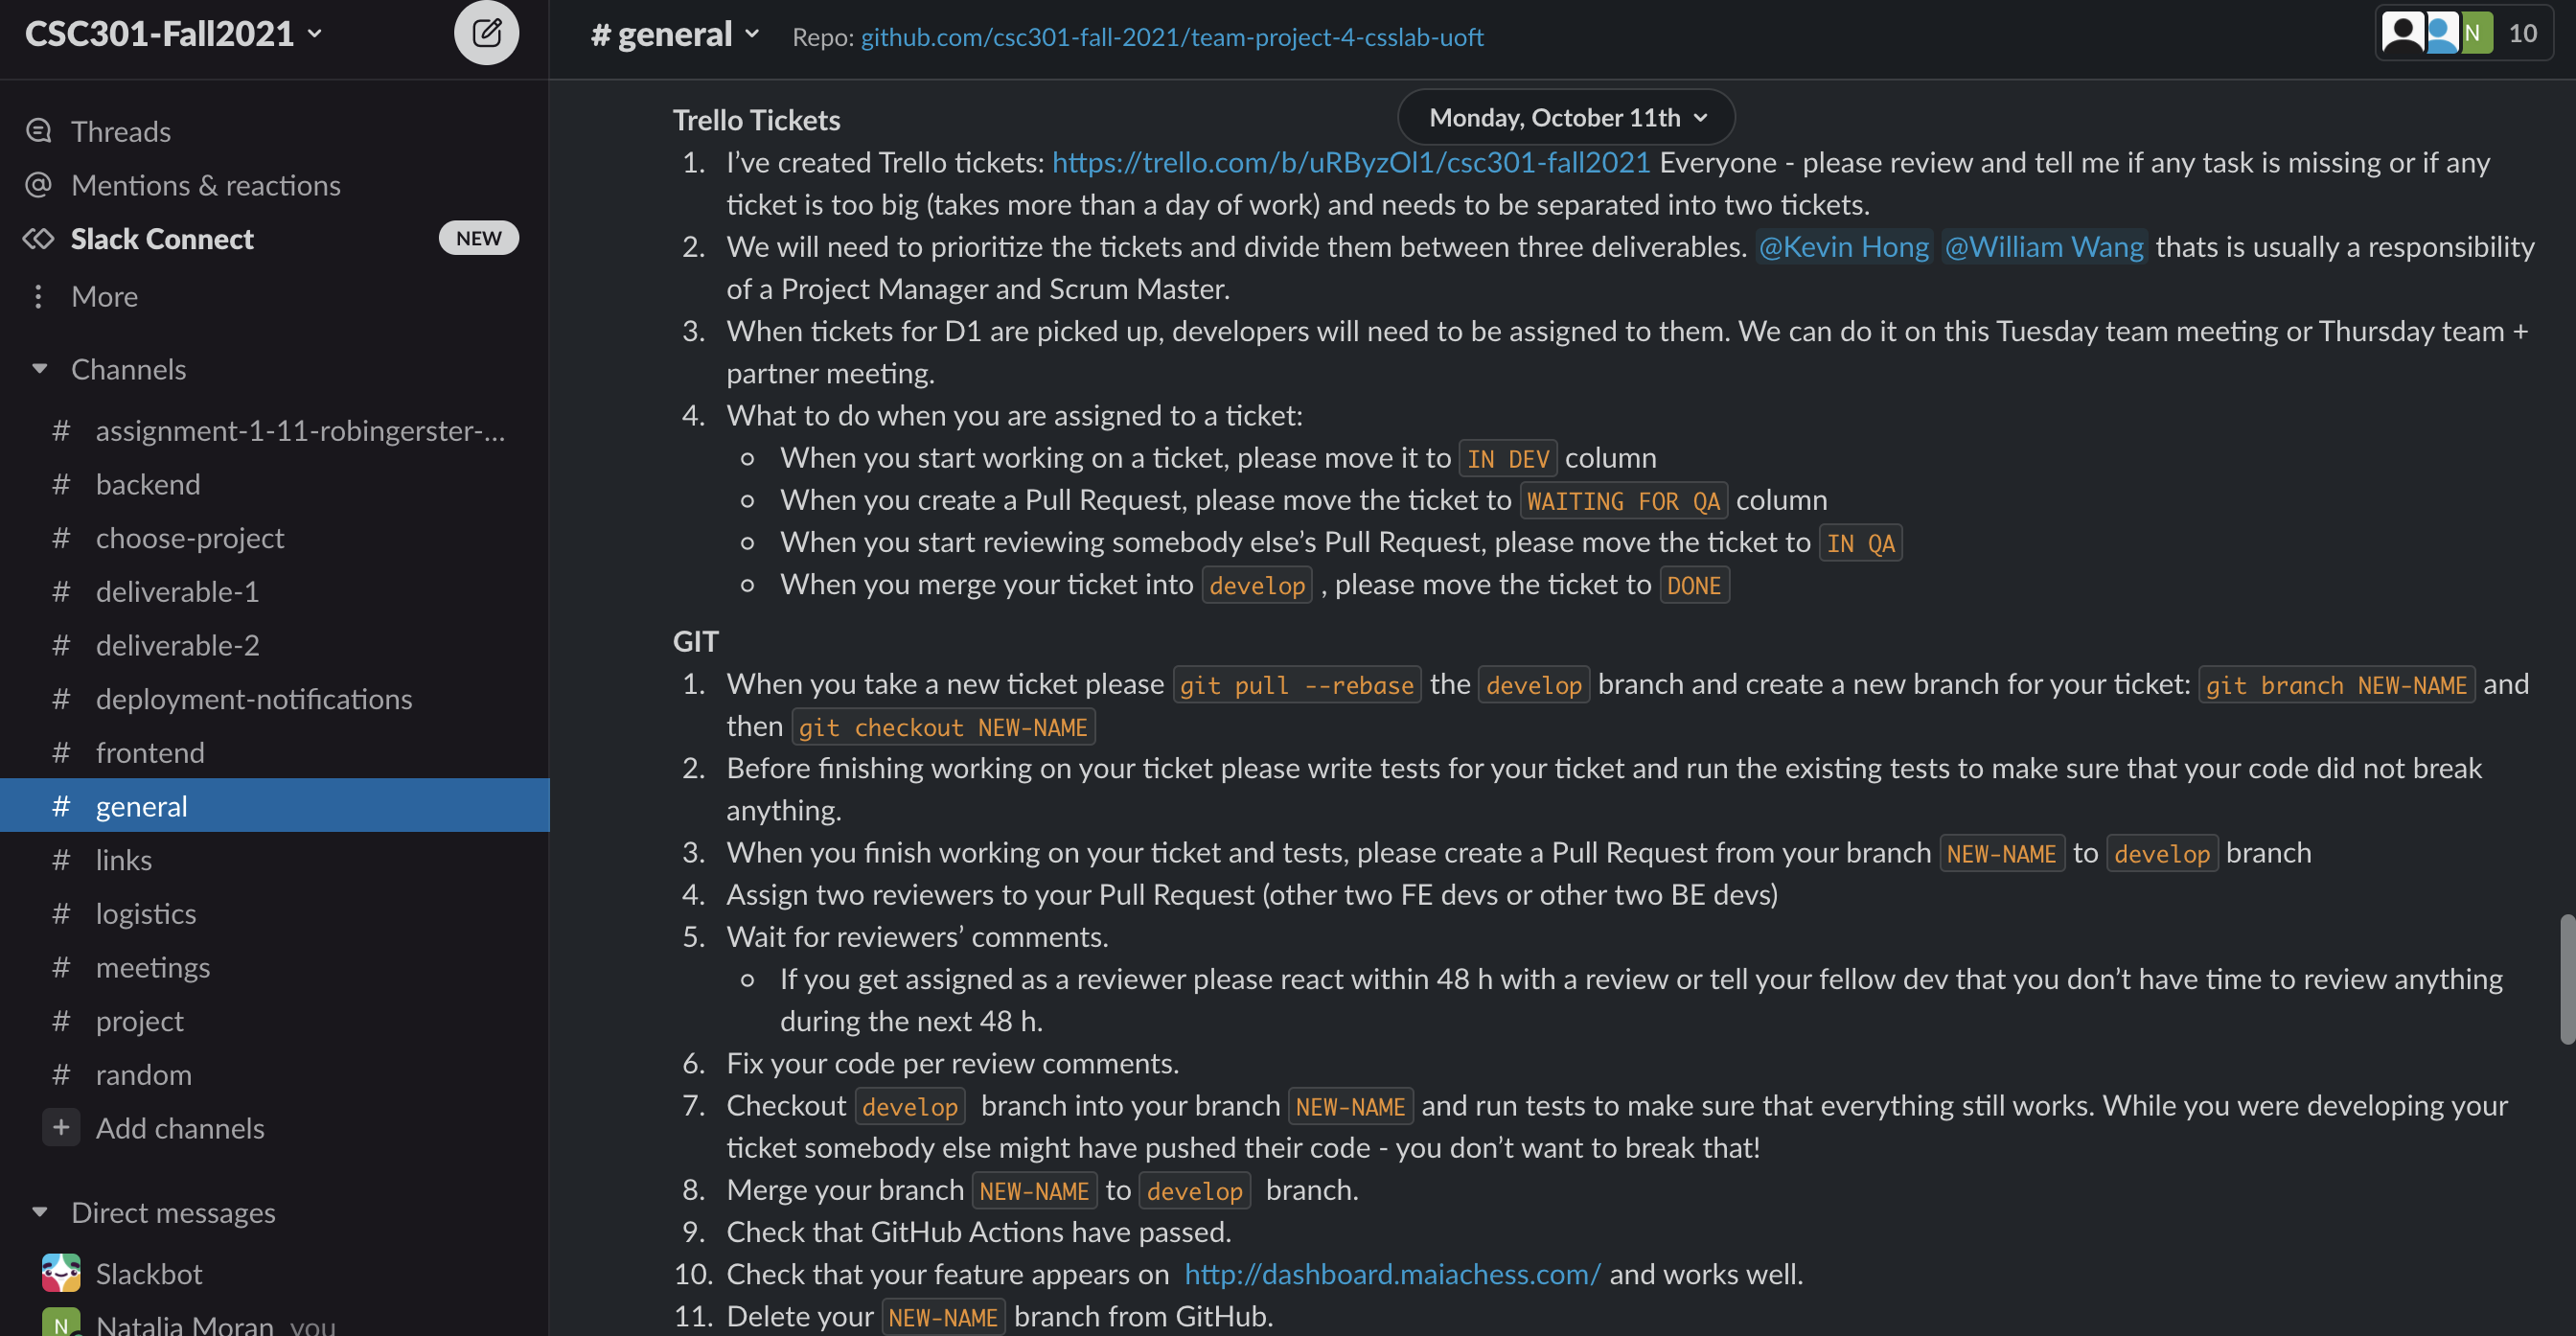 CSC301-Fall2021
Threads
Mentions & reactions
Slack Connect NEW
More
Channels
# assignment-1-11-robingerster-...
# backend
# choose-project
# deliverable-1
# deliverable-2
# deployment-notifications
# frontend
# general
# links
# logistics
# meetings
# project
# random
+ Add channels
Direct messages
Slackbot
N Natalia Moran you
# general Repo: github.com/csc301-fall-2021/team-project-4-csslab-uoft
N 10
Monday, October 11th
Trello Tickets
1. I’ve created Trello tickets: https://trello.com/b/uRByzOl1/csc301-fall2021 Everyone - please review and tell me if any task is missing or if any
ticket is too big (takes more than a day of work) and needs to be separated into two tickets.
2. We will need to prioritize the tickets and divide them between three deliverables. @Kevin Hong @William Wang thats is usually a responsibility
of a Project Manager and Scrum Master.
3. When tickets for D1 are picked up, developers will need to be assigned to them. We can do it on this Tuesday team meeting or Thursday team +
partner meeting.
4. What to do when you are assigned to a ticket:
When you start working on a ticket, please move it to IN DEV column
When you create a Pull Request, please move the ticket to WAITING FOR QA column
When you start reviewing somebody else’s Pull Request, please move the ticket to IN QA
When you merge your ticket into develop , please move the ticket to DONE
GIT
1. When you take a new ticket please git pull --rebase the develop branch and create a new branch for your ticket: git branch NEW-NAME and
then git checkout NEW-NAME
2. Before finishing working on your ticket please write tests for your ticket and run the existing tests to make sure that your code did not break
anything.
3. When you finish working on your ticket and tests, please create a Pull Request from your branch NEW-NAME to develop branch
4. Assign two reviewers to your Pull Request (other two FE devs or other two BE devs)
5. Wait for reviewers’ comments.
If you get assigned as a reviewer please react within 48 h with a review or tell your fellow dev that you don’t have time to review anything
during the next 48 h.
6. Fix your code per review comments.
7. Checkout develop branch into your branch NEW-NAME and run tests to make sure that everything still works. While you were developing your
ticket somebody else might have pushed their code - you don’t want to break that!
8. Merge your branch NEW-NAME to develop branch.
9. Check that GitHub Actions have passed.
10. Check that your feature appears on http://dashboard.maiachess.com/ and works well.
11. Delete your NEW-NAME branch from GitHub.